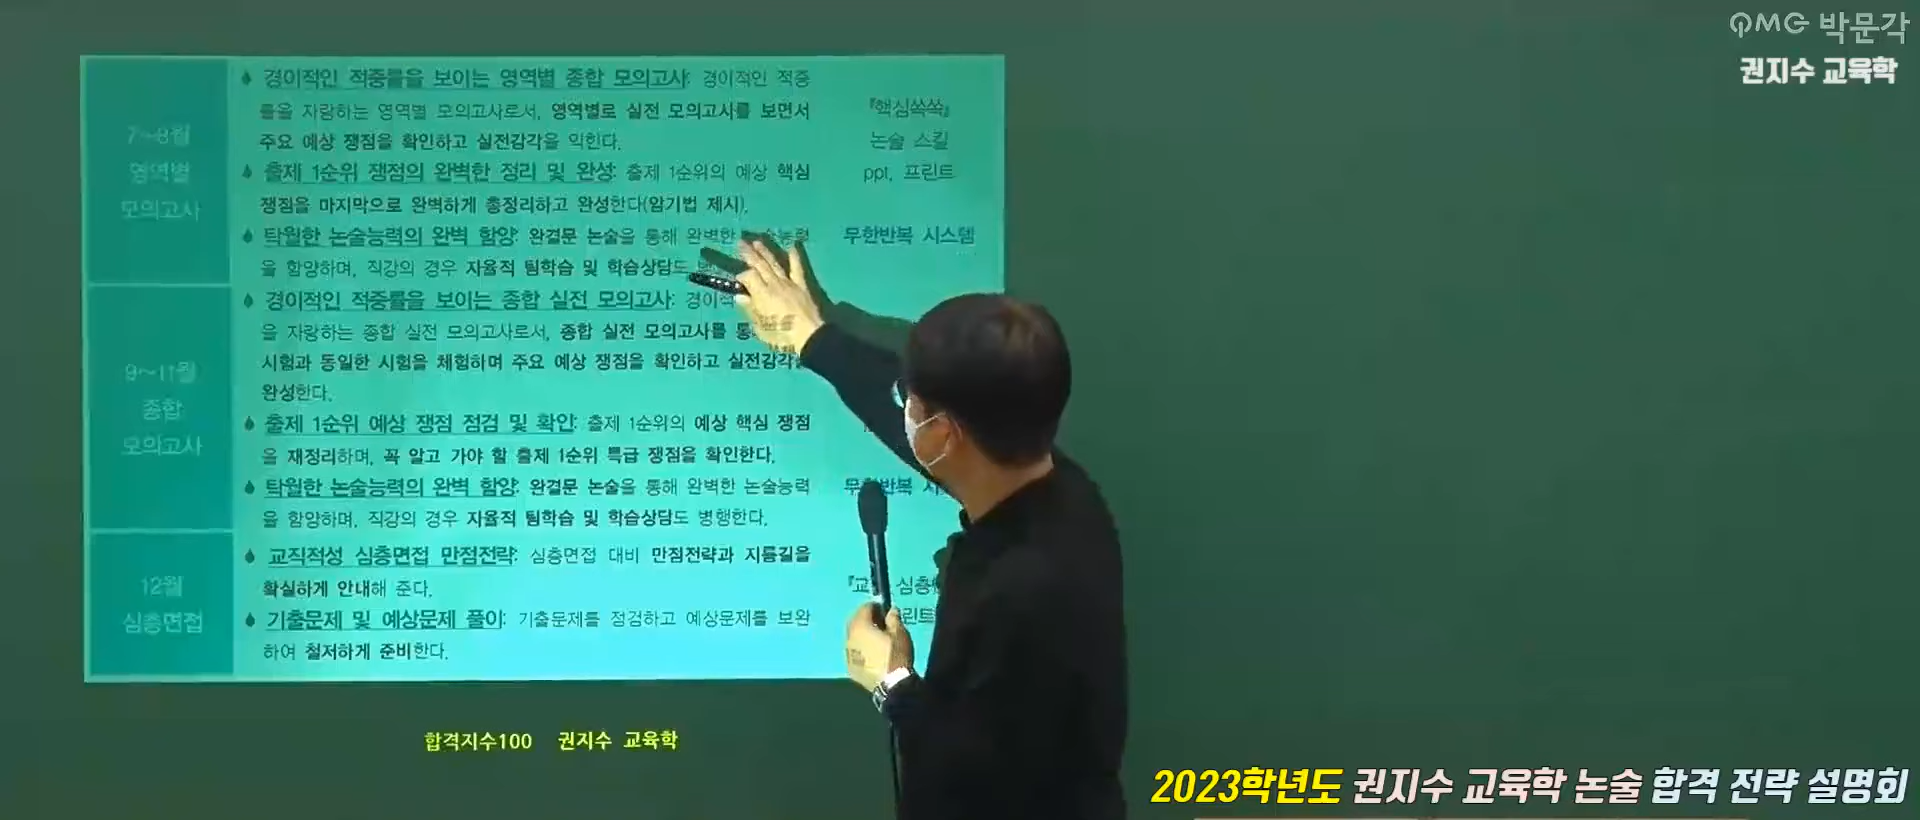 PMG 박문각
권지수 교육학
7~8월
영역별
모의고사
경이적인 적중률을 보이는 영역별 종합 모의고사: 경이적인 적중
률을 자랑하는 영역별 모의고사로서, 영역별로 실전 모의고사를 보면서
주요 예상 쟁점을 확인하고 실전감각을 익힌다.
출제 1순위 쟁점의 완벽한 정리 및 완성: 출제 1순위의 예상 핵심
쟁점을 마지막으로 완벽하게 총정리하고 완성한다(암기법 제시).
탁월한 논술능력의 완벽 함양: 완결문 논술을 통해 완벽한
을 함양하며, 직강의 경우 자율적 팀학습 및 학습상담도
『핵심쏙쏙』
논술 스킬
ppt, 프린트
무한반복 시스템
9~11월
종합
모의고사
경이적인 적중률을 보이는 종합 실전 모의고사:
을 자랑하는 종합 실전 모의고사로서, 종합 실전 모의고사를
시험과 동일한 시험을 체험하며 주요 예상 쟁점을 확인하고 실전감각
완성한다.
출제 1순위 예상 쟁점 점검 및 확인: 출제 1순위의 예상 핵심 쟁점
을 재정리하며, 꼭 알고 가야 할 출제 1순위 특급 쟁점을 확인한다.
탁월한 논술능력의 완벽 함양: 완결문 논술을 통해 완벽한 논술능력
을 함양하며, 직강의 경우 자율적 팀학습 및 학습상담도 병행한다.
12월
심층면접
교직적성 심층면접 만점전략: 심층면접 대비 만점전략과 지름길을
확실하게 안내해 준다.
기출문제 및 예상문제 풀이: 기출문제를 점검하고 예상문제를 보완
하여 철저하게 준비한다.
합격지수100 권지수 교육학
2023학년도 권지수 교육학 논술 합격 전략 설명회